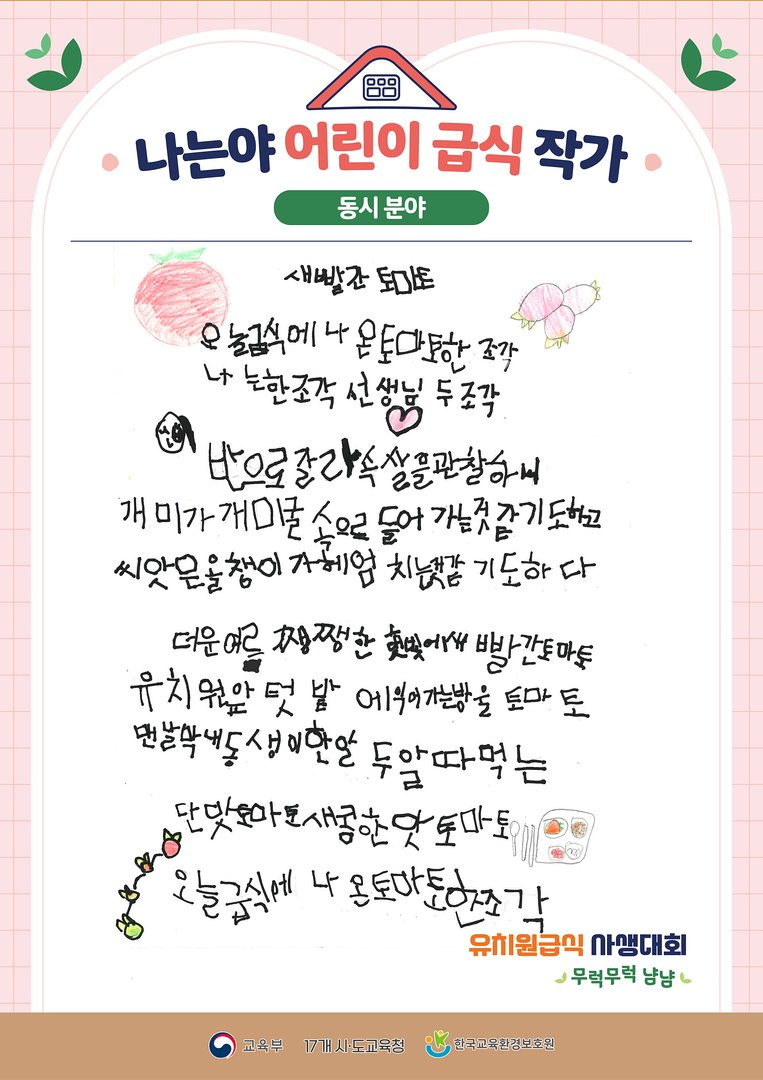 나는야 어린이 급식 작가
동시 분야
새빨간 토마토
오늘급식에 나 온토마토한 조각
나 는한조각 선생님 두조각
반으로잘라속살을관찰하니
개미가개미굴 속으로 들어 가는것 같기도하고
씨앗은올챙이 가헤엄 치는것같 기도하 다
더운여름 쨍쨍한 햇빛에새 빨간토마토
유치원앞 텃 밭 에익어가는방울 토마 토
맨날막내동생이한알 두알따먹는
단맛토마토새콤한맛토마토
오늘급식에 나 온토마토한조각
유치원급식 사생대회
무럭무럭 냠냠
교육부 17개 시·도교육청 한국교육환경보호원